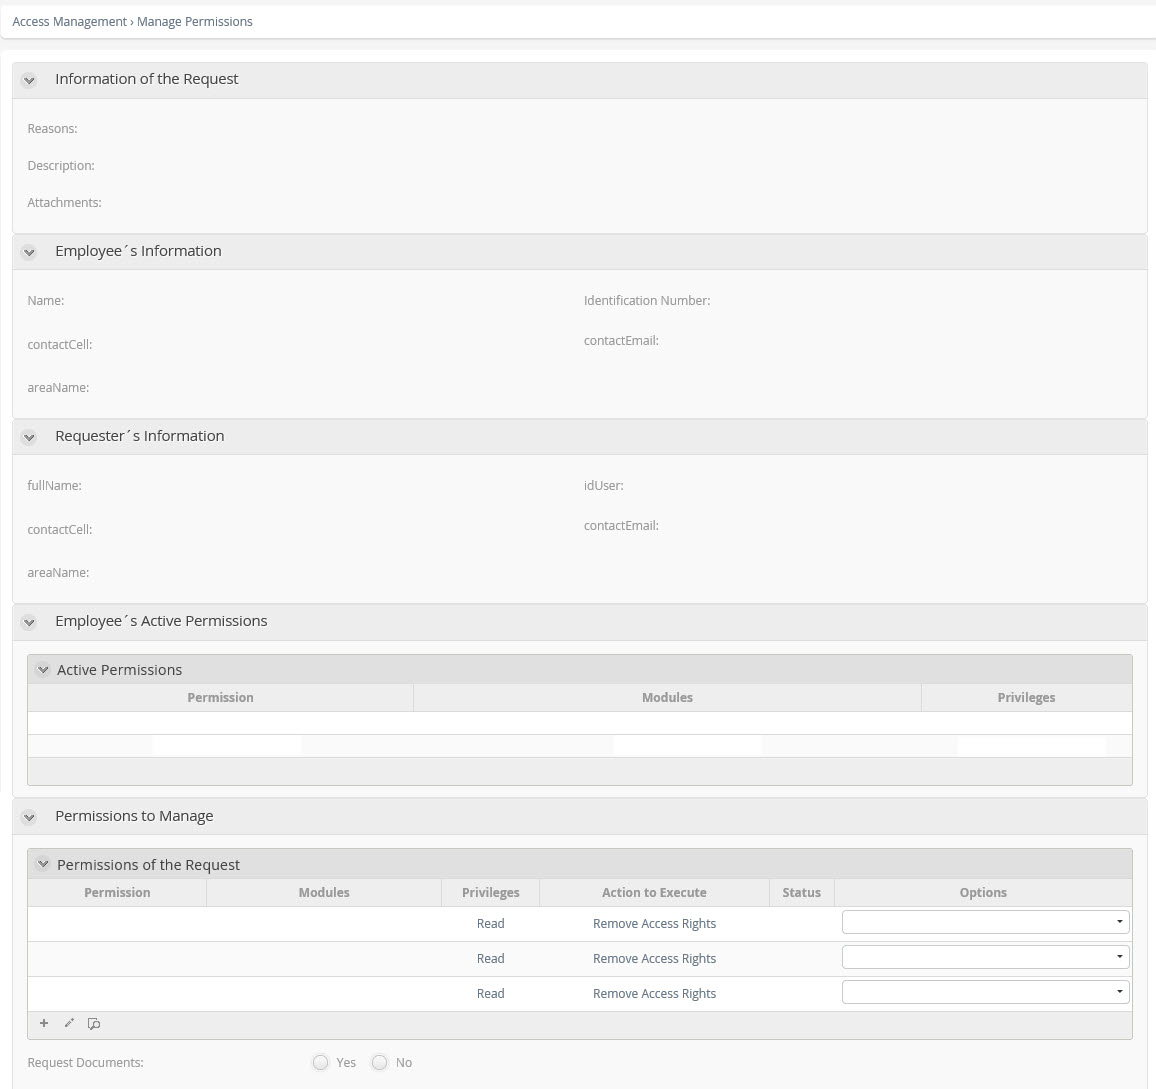 Access Management › Manage Permissions
Information of the Request
Reasons:
Description:
Attachments:
Employee´s Information
Name: Identification Number:
contactCell: contactEmail:
areaName:
Requester´s Information
fullName: idUser:
contactCell: contactEmail:
areaName:
Employee´s Active Permissions
Active Permissions
Permission Modules Privileges
Permissions to Manage
Permissions of the Request
Permission Modules Privileges Action to Execute Status Options
Read Remove Access Rights
Read Remove Access Rights
Read Remove Access Rights
Request Documents: Yes No